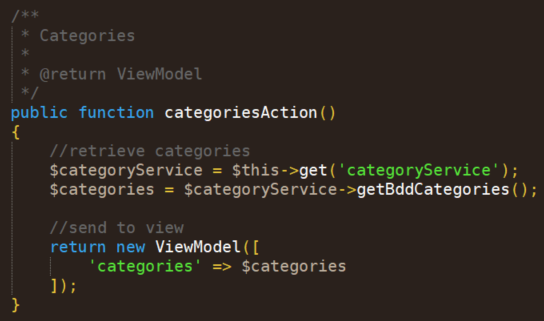 /**
 * Categories
 *
 * @return ViewModel
 */
public function categoriesAction()
{
    //retrieve categories
    $categoryService = $this->get('categoryService');
    $categories = $categoryService->getBddCategories();

    //send to view
    return new ViewModel([
        'categories' => $categories
    ]);
}